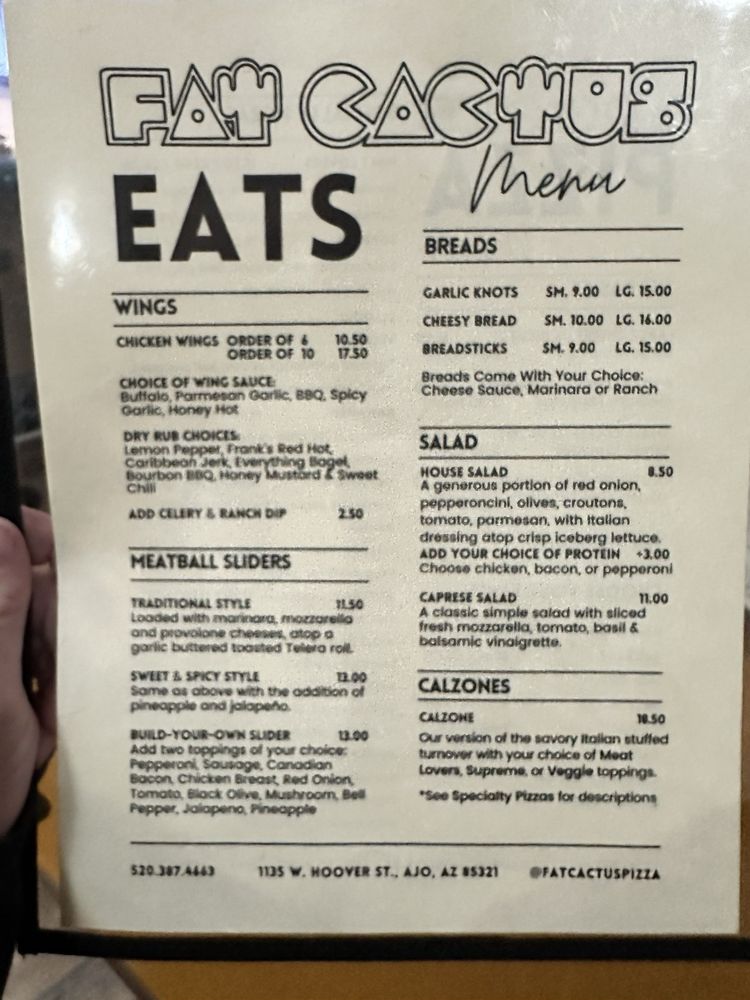 FAT CACTUS
EATS
Menu
WINGS
CHICKEN WINGS ORDER OF 6 10.50
ORDER OF 10 17.50
CHOICE OF WING SAUCE:
Buffalo, Parmesan Garlic, BBQ, Spicy
Garlic, Honey Hot
DRY RUB CHOICES:
Lemon Pepper, Frank's Red Hot,
Caribbean Jerk, Everything Bagel,
Bourbon BBQ, Honey Mustard & Sweet
Chili
ADD CELERY & RANCH DIP 2.50
MEATBALL SLIDERS
TRADITIONAL STYLE 11.50
Loaded with marinara, mozzarella
and provolone cheeses, atop a
garlic buttered toasted Telera roll.
SWEET & SPICY STYLE 12.00
Same as above with the addition of
pineapple and jalapeño.
BUILD-YOUR-OWN SLIDER 13.00
Add two toppings of your choice:
Pepperoni, Sausage, Canadian
Bacon, Chicken Breast, Red Onion,
Tomato, Black Olive, Mushroom, Bell
Pepper, Jalapeno, Pineapple
BREADS
GARLIC KNOTS SM. 9.00 LG. 15.00
CHEESY BREAD SM. 10.00 LG. 16.00
BREADSTICKS SM. 9.00 LG. 15.00
Breads Come With Your Choice:
Cheese Sauce, Marinara or Ranch
SALAD
HOUSE SALAD 8.50
A generous portion of red onion,
pepperoncini, olives, croutons,
tomato, parmesan, with Italian
dressing atop crisp iceberg lettuce.
ADD YOUR CHOICE OF PROTEIN +3.00
Choose chicken, bacon, or pepperoni
CAPRESE SALAD 11.00
A classic simple salad with sliced
fresh mozzarella, tomato, basil &
balsamic vinaigrette.
CALZONES
CALZONE 18.50
Our version of the savory Italian stuffed
turnover with your choice of Meat
Lovers, Supreme, or Veggie toppings.
*See Specialty Pizzas for descriptions
520.387.4663 1135 W. HOOVER ST., AJO, AZ 85321 @FATCACTUSPIZZA